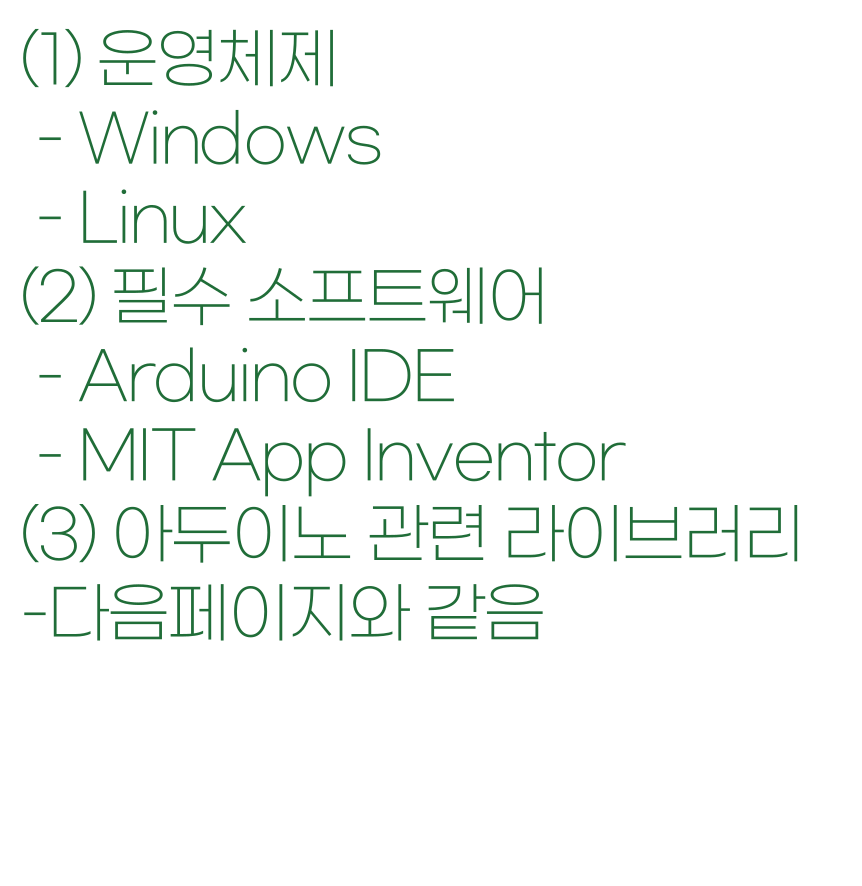 (1) 운영체제
- Windows
- Linux
(2) 필수 소프트웨어
- Arduino IDE
- MIT App Inventor
(3) 아두이노 관련 라이브러리
-다음페이지와 같음